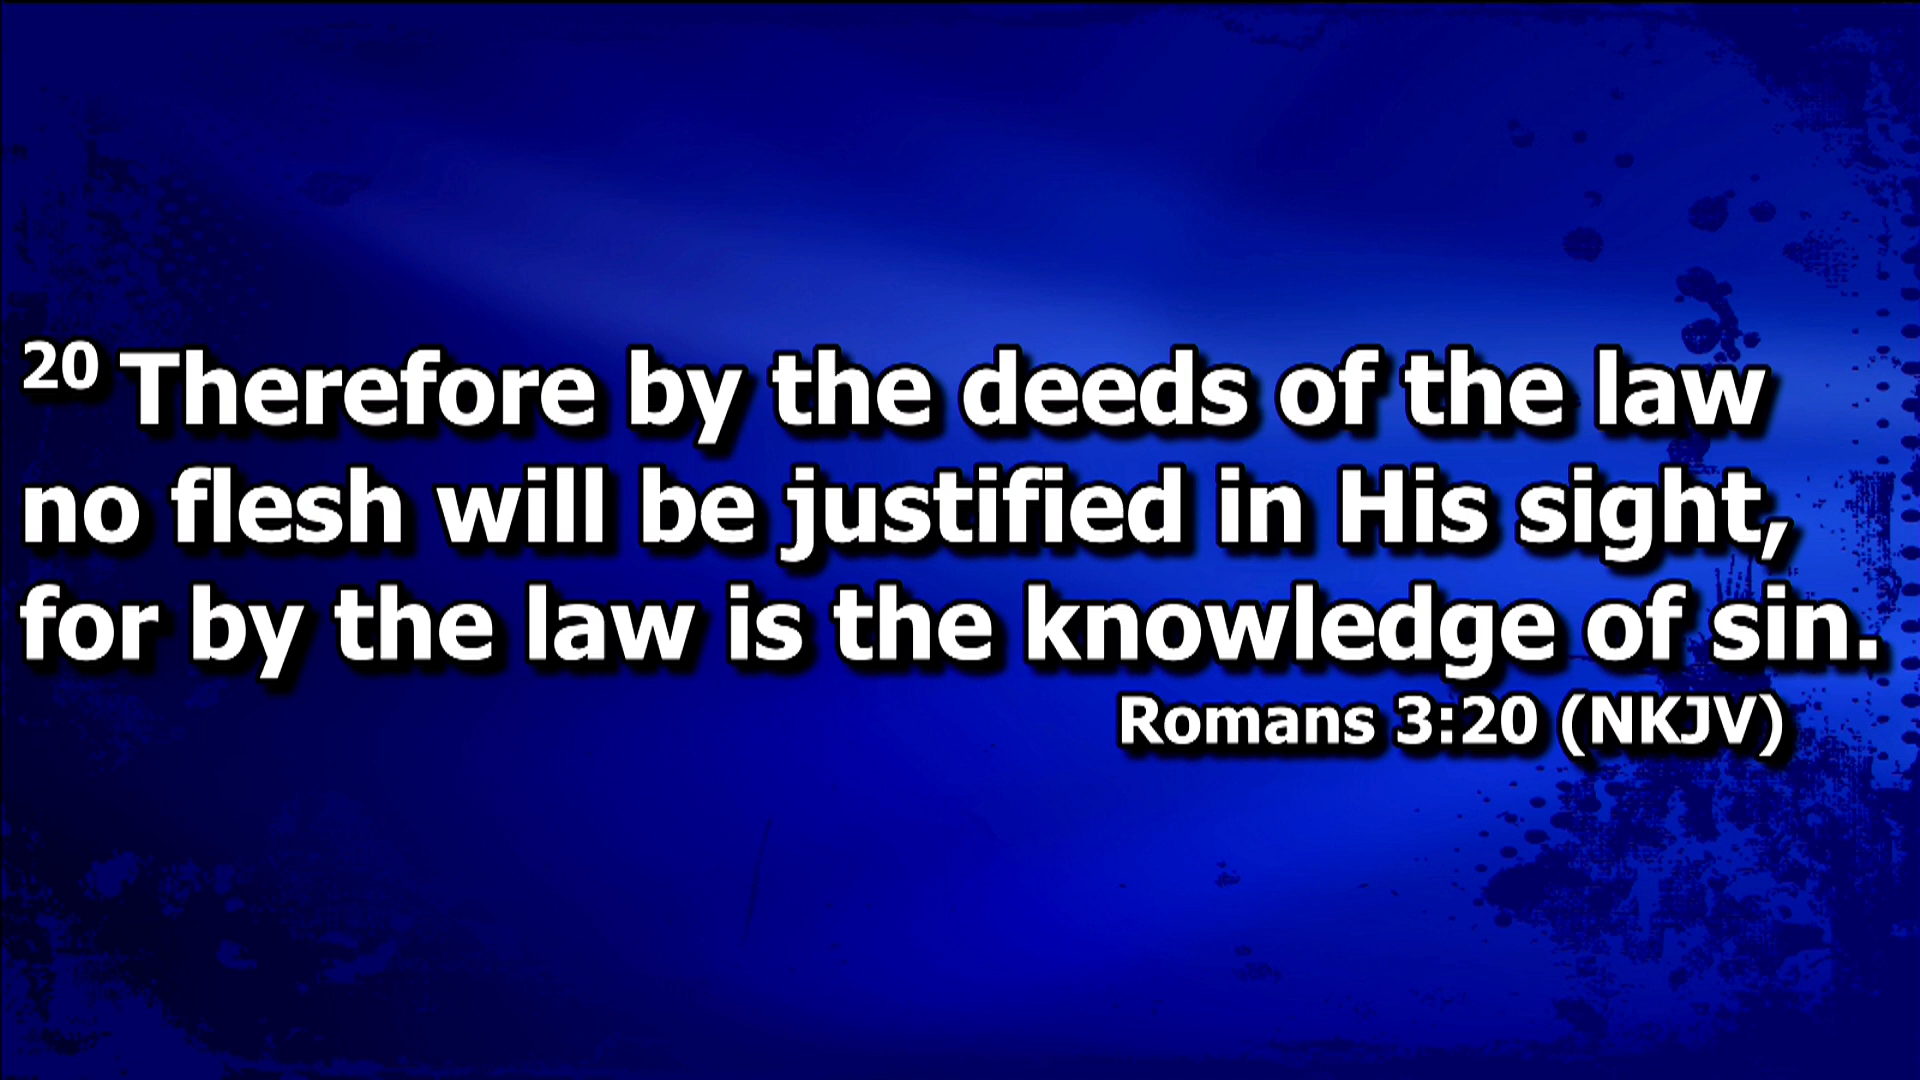 20 Therefore by the deeds of the law
no flesh will be justified in His sight,
for by the law is the knowledge of sin.
Romans 3:20 (NKJV)